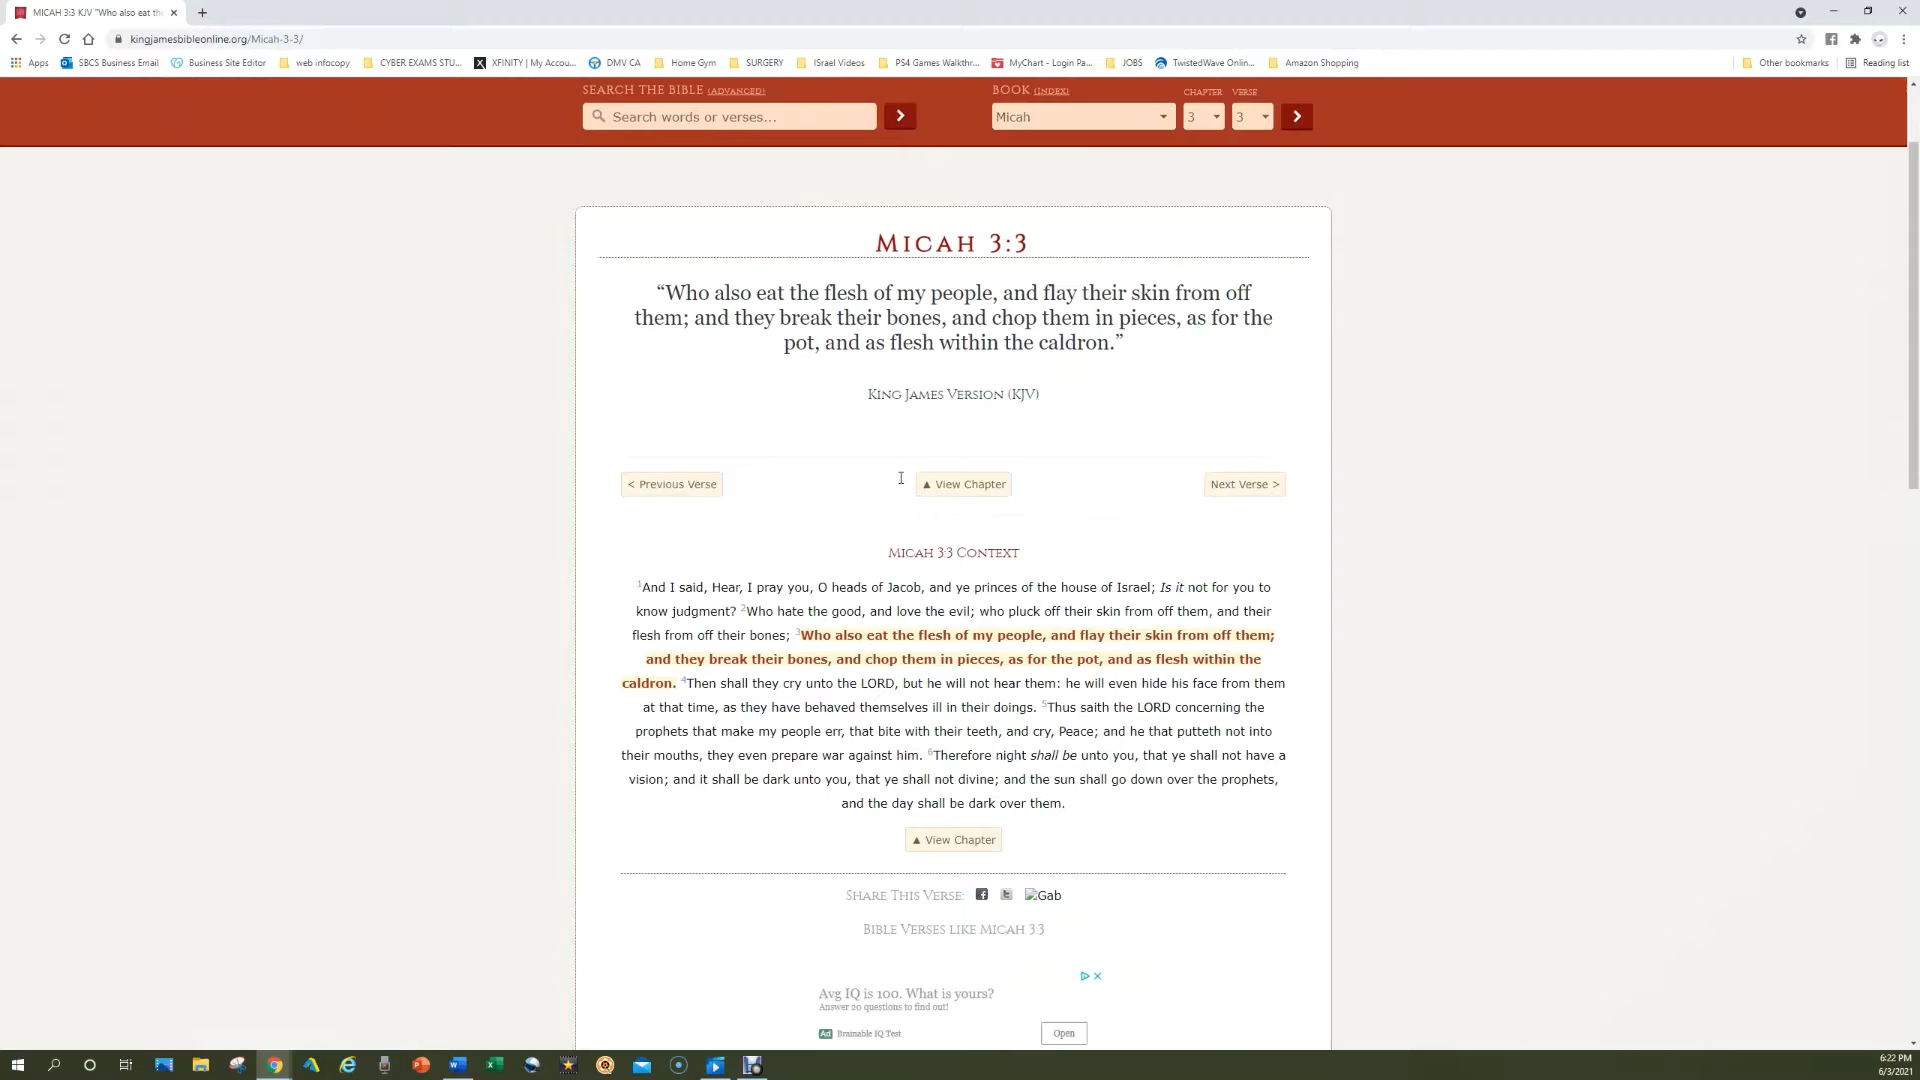 MICAH 3:3 KJV "Who also eat th
kingjamesbibleonline.org/Micah-3-3/
Apps SBCS Business Email Business Site Editor web infocopy CYBER EXAMS STU... XFINITY | My Accou... DMV CA Home Gym SURGERY ISrael Videos PS4 Games Walkthr... MyChart - Login Pa... JOBS TwistedWave Onlin... Amazon Shopping Other bookmarks Reading list
SEARCH THE BIBLE (ADVANCED) BOOK (INDEX) CHAPTER VERSE
Search words or verses... Micah 3 3
MICAH 3:3
“Who also eat the flesh of my people, and flay their skin from off
them; and they break their bones, and chop them in pieces, as for the
pot, and as flesh within the caldron.”
KING JAMES VERSION (KJV)
< Previous Verse ▲ View Chapter Next Verse >
MICAH 3:3 CONTEXT
1And I said, Hear, I pray you, O heads of Jacob, and ye princes of the house of Israel; Is it not for you to
know judgment? 2Who hate the good, and love the evil; who pluck off their skin from off them, and their
flesh from off their bones; 3Who also eat the flesh of my people, and flay their skin from off them;
and they break their bones, and chop them in pieces, as for the pot, and as flesh within the
caldron. 4Then shall they cry unto the LORD, but he will not hear them: he will even hide his face from them
at that time, as they have behaved themselves ill in their doings. 5Thus saith the LORD concerning the
prophets that make my people err, that bite with their teeth, and cry, Peace; and he that putteth not into
their mouths, they even prepare war against him. 6Therefore night shall be unto you, that ye shall not have a
vision; and it shall be dark unto you, that ye shall not divine; and the sun shall go down over the prophets,
and the day shall be dark over them.
▲ View Chapter
SHARE THIS VERSE: Gab
BIBLE VERSES LIKE MICAH 3:3
Avg IQ is 100. What is yours?
Answer 20 questions to find out!
Ad Brainable IQ Test Open
6:22 PM
6/3/2021